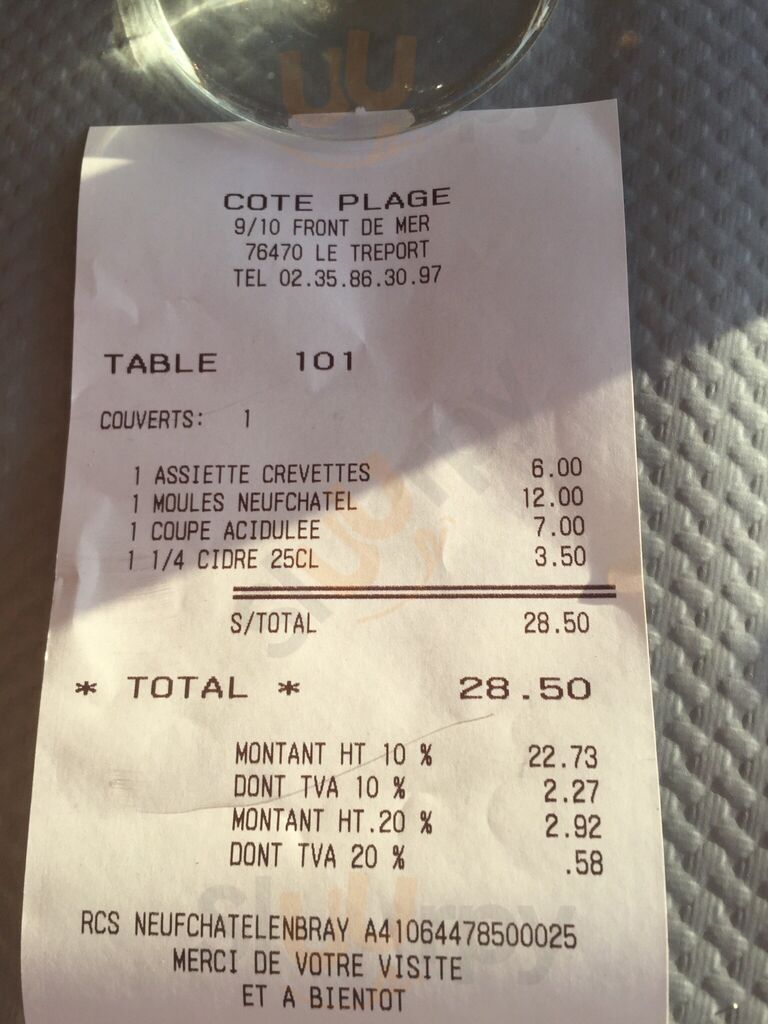 COTE PLAGE
9/10 FRONT DE MER
76470 LE TREPORT
TEL 02.35.86.30.97
TABLE 101
COUVERTS: 1
1 ASSIETTE CREVETTES 6.00
1 MOULES NEUFCHATEL 12.00
1 COUPE ACIDULEE 7.00
1 1/4 CIDRE 25CL 3.50
S/TOTAL 28.50
* TOTAL * 28.50
MONTANT HT 10 % 22.73
DONT TVA 10 % 2.27
MONTANT HT.20 % 2.92
DONT TVA 20 % .58
RCS NEUFCHATELENBRAY A41064478500025
MERCI DE VOTRE VISITE
ET A BIENTOT